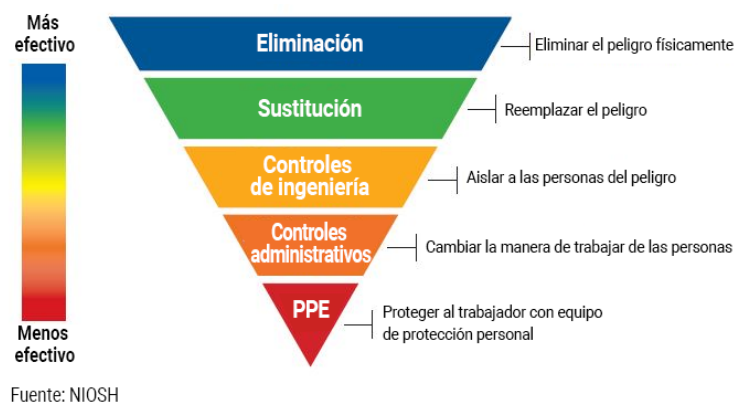 Más
efectivo
Eliminación
Eliminar el peligro físicamente
Sustitución
Reemplazar el peligro
Controles
de ingeniería
Aislar a las personas del peligro
Controles
administrativos
Cambiar la manera de trabajar de las personas
PPE
Proteger al trabajador con equipo
de protección personal
Menos
efectivo
Fuente: NIOSH